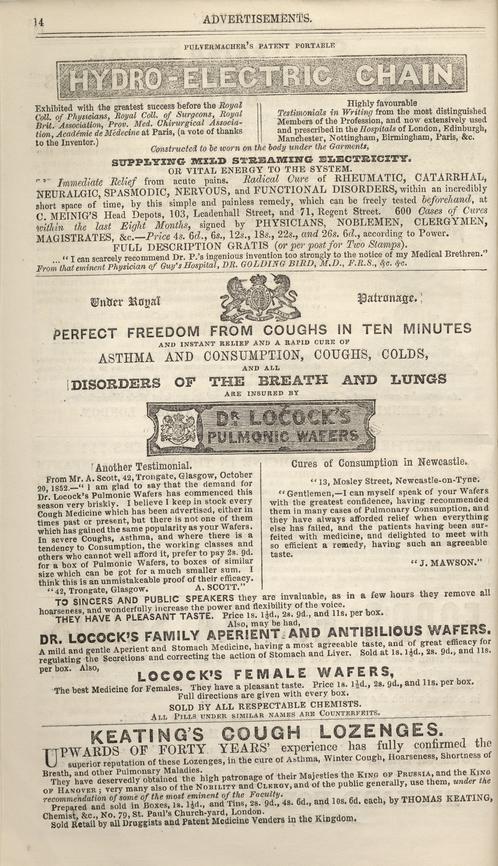 14
ADVERTISEMENTS.
PULVERMACHER'S PATENT PORTABLE
HYDRO-ELECTRIC CHAIN
Exhibited with the greatest success before the Royal
Coll. of Physicians, Royal Coll. of Surgeons, Royal
Brit. Association, Prov. Med. Chirurgical Associa-
tion, Académie de Médecine at Paris, (a vote of thanks
to the Inventor.)
Highly favourable
Testimonials in Writing from the most distinguished
Members of the Profession, and now extensively used
and prescribed in the Hospitals of London, Edinburgh,
Manchester, Nottingham, Birmingham, Paris, &c.
Constructed to be worn on the body under the Garments,
SUPPLYING MILD STREAMING ELECTRICITY.
OR VITAL ENERGY TO THE SYSTEM.
Immediate Relief from acute pains. Radical Cure of RHEUMATIC, CATARRHAL,
NEURALGIC, SPASMODIC, NERVOUS, and FUNCTIONAL DISORDERS, within an incredibly
short space of time, by this simple and painless remedy, which can be freely tested beforehand, at
C. MEINIG'S Head Depots, 103, Leadenhall Street, and 71, Regent Street. 600 Cases of Cures
within the last Eight Months, signed by PHYSICIANS, NOBLEMEN, CLERGYMEN,
MAGISTRATES, &c.—Price 4s. 6d., 6s., 12s., 18s., 22s., and 26s. 6d., according to Power.
FULL DESCRIPTION GRATIS (or per post for Two Stamps).
... "I can scarcely recommend Dr. P.'s ingenious invention too strongly to the notice of my Medical Brethren."
From that eminent Physician of Guy's Hospital, DR. GOLDING BIRD, M.D., F.R.S., &c. &c.
Under Royal
Patronage.
PERFECT FREEDOM FROM COUGHS IN TEN MINUTES
AND INSTANT RELIEF AND A RAPID CURE OF
ASTHMA AND CONSUMPTION, COUGHS, COLDS,
AND ALL
DISORDERS OF THE BREATH AND LUNGS
ARE INSURED BY
DR LOCOCK'S
PULMONIC WAFERS
Another Testimonial.
From Mr. A. Scott, 42, Trongate, Glasgow, October
20, 1852.—"I am glad to say that the demand for
Dr. Locock's Pulmonic Wafers has commenced this
season very briskly. I believe I keep in stock every
Cough Medicine which has been advertised, either in
times past or present, but there is not one of them
which has gained the same popularity as your Wafers.
In severe Coughs, Asthma, and where there is a
tendency to Consumption, the working classes and
others who cannot well afford it, prefer to pay 2s. 9d.
for a box of Pulmonic Wafers, to boxes of similar
size which can be got for a much smaller sum. I
think this is an unmistakeable proof of their efficacy.
"42, Trongate, Glasgow. A. SCOTT."
Cures of Consumption in Newcastle.
"13, Mosley Street, Newcastle-on-Tyne.
"Gentlemen,—I can myself speak of your Wafers
with the greatest confidence, having recommended
them in many cases of Pulmonary Consumption, and
they have always afforded relief when everything
else has failed, and the patients having been sur-
feited with medicine, and delighted to meet with
so efficient a remedy, having such an agreeable
taste.
"J. MAWSON."
TO SINGERS AND PUBLIC SPEAKERS they are invaluable, as in a few hours they remove all
hoarseness, and wonderfully increase the power and flexibility of the voice.
THEY HAVE A PLEASANT TASTE. Price 1s. 1½d., 2s. 9d., and 11s. per box.
Also, may be had,
DR. LOCOCK'S FAMILY APERIENT AND ANTIBILIOUS WAFERS,
A mild and gentle Aperient and Stomach Medicine, having a most agreeable taste, and of great efficacy for
regulating the Secretions and correcting the action of Stomach and Liver. Sold at 1s. 1½d., 2s. 9d., and 11s.
per box. Also,
LOCOCK'S FEMALE WAFERS,
The best Medicine for Females. They have a pleasant taste. Price 1s. 1½d., 2s. 9d., and 11s. per box.
Full directions are given with every box.
SOLD BY ALL RESPECTABLE CHEMISTS.
ALL PILLS UNDER SIMILAR NAMES ARE COUNTERFEITS.
KEATING'S COUGH LOZENGES.
UPWARDS OF FORTY YEARS' experience has fully confirmed the
superior reputation of these Lozenges, in the cure of Asthma, Winter Cough, Hoarseness, Shortness of
Breath, and other Pulmonary Maladies.
They have deservedly obtained the high patronage of their Majesties the KING OF PRUSSIA, and the KING
OF HANOVER; very many also of the NOBILITY and CLERGY, and of the public generally, use them, under the
recommendation of some of the most eminent of the Faculty.
Prepared and sold in Boxes, 1s. 1½d., and Tins, 2s. 9d., 4s. 6d., and 10s. 6d. each, by THOMAS KEATING,
Chemist, &c., No. 79, St. Paul's Church-yard, London.
Sold Retail by all Druggists and Patent Medicine Venders in the Kingdom.